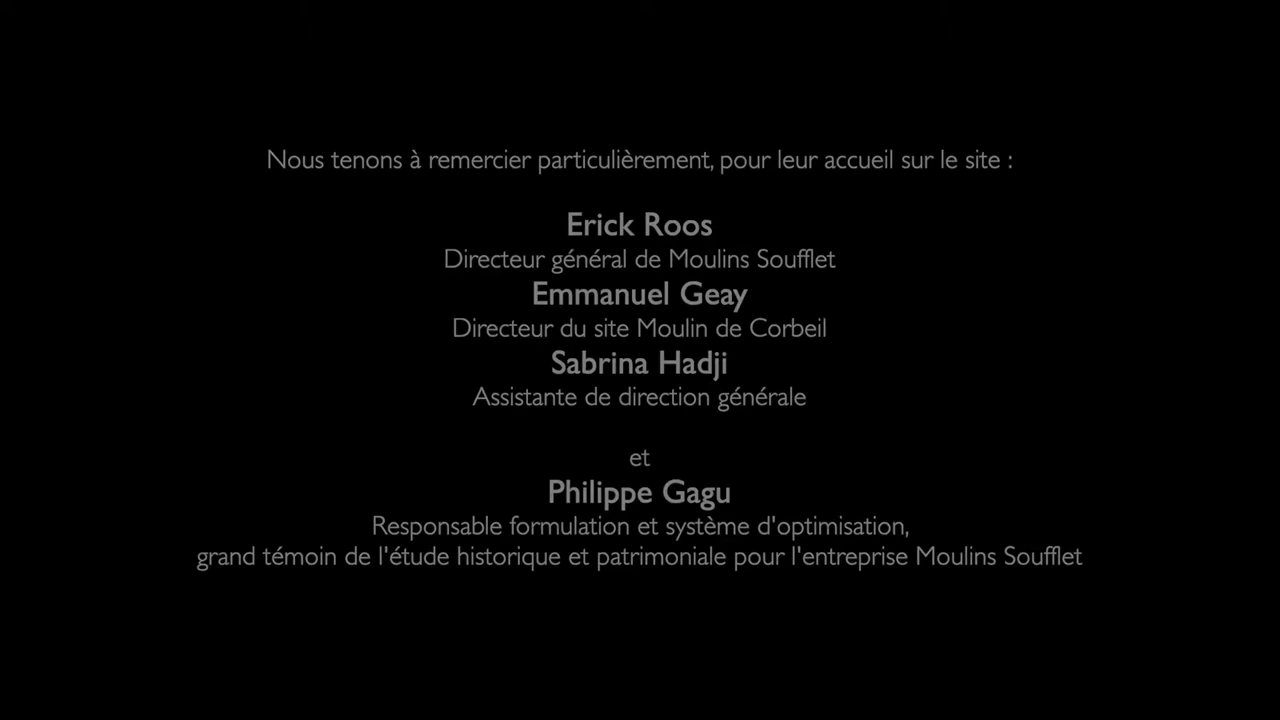 Nous tenons à remercier particulièrement, pour leur accueil sur le site :
Erick Roos
Directeur général de Moulins Soufflet
Emmanuel Geay
Directeur du site Moulin de Corbeil
Sabrina Hadji
Assistante de direction générale
et
Philippe Gagu
Responsable formulation et système d'optimisation,
grand témoin de l'étude historique et patrimoniale pour l'entreprise Moulins Soufflet